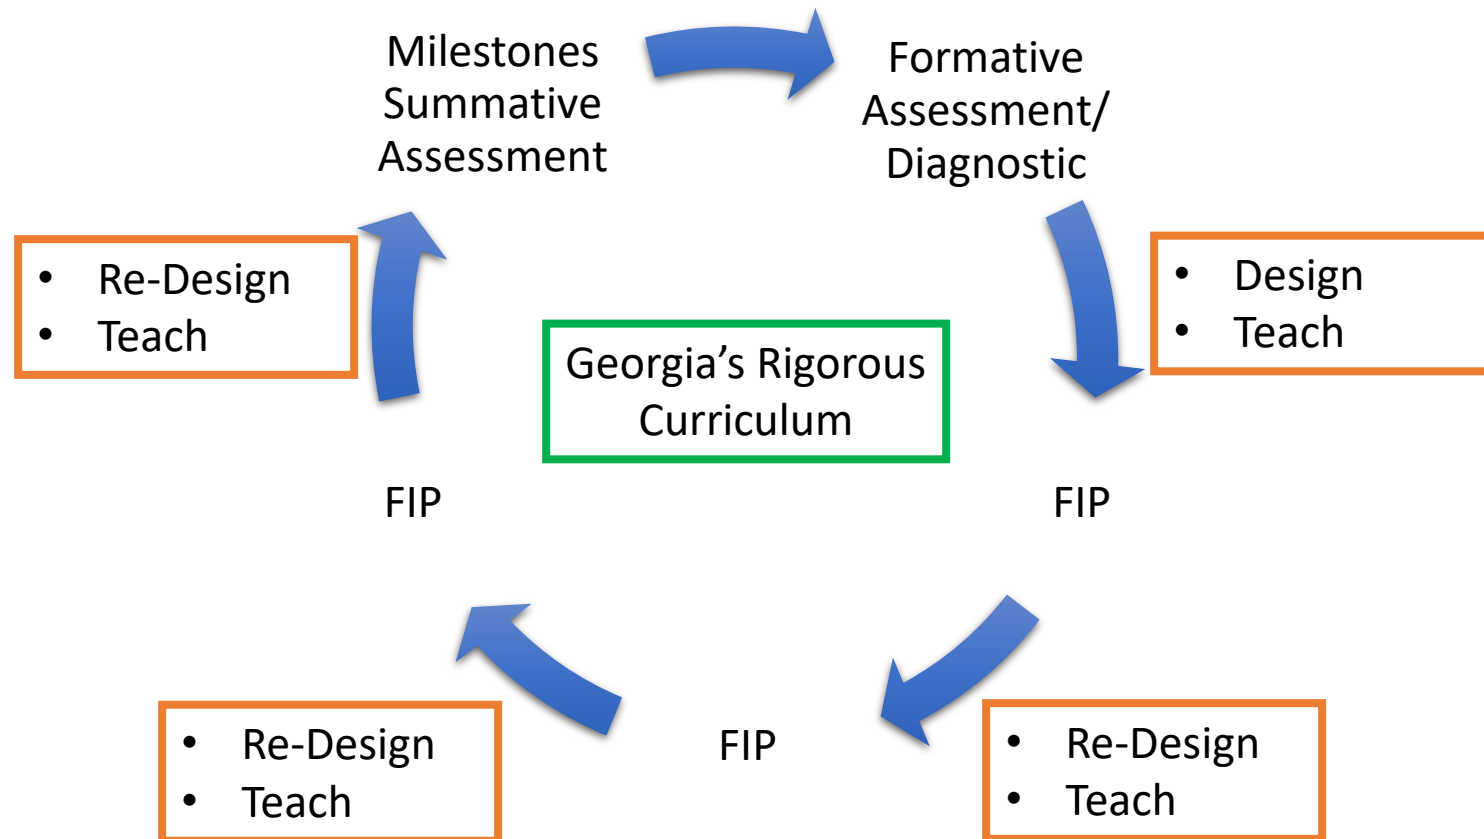 Milestones
Summative
Assessment
Formative
Assessment/
Diagnostic
• Re-Design
• Teach
• Design
• Teach
Georgia’s Rigorous
Curriculum
FIP
FIP
• Re-Design
• Teach
FIP
• Re-Design
• Teach